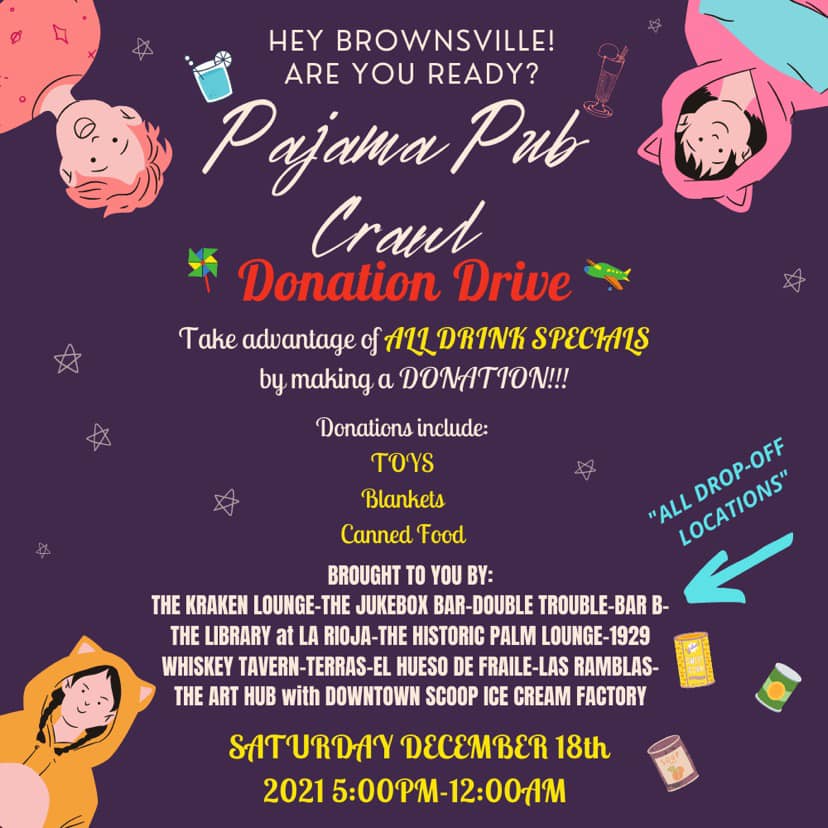 HEY BROWNSVILLE!
ARE YOU READY?
Pajama Pub
Crawl
Donation Drive
Take advantage of ALL DRINK SPECIALS
by making a DONATION!!!
Donations include:
TOYS
Blankets
Canned Food
"ALL DROP-OFF
LOCATIONS"
BROUGHT TO YOU BY:
THE KRAKEN LOUNGE-THE JUKEBOX BAR-DOUBLE TROUBLE-BAR B-
THE LIBRARY at LA RIOJA-THE HISTORIC PALM LOUNGE-1929
WHISKEY TAVERN-TERRAS-EL HUESO DE FRAILE-LAS RAMBLAS-
THE ART HUB with DOWNTOWN SCOOP ICE CREAM FACTORY
SATURDAY DECEMBER 18th
2021 5:00PM-12:00AM